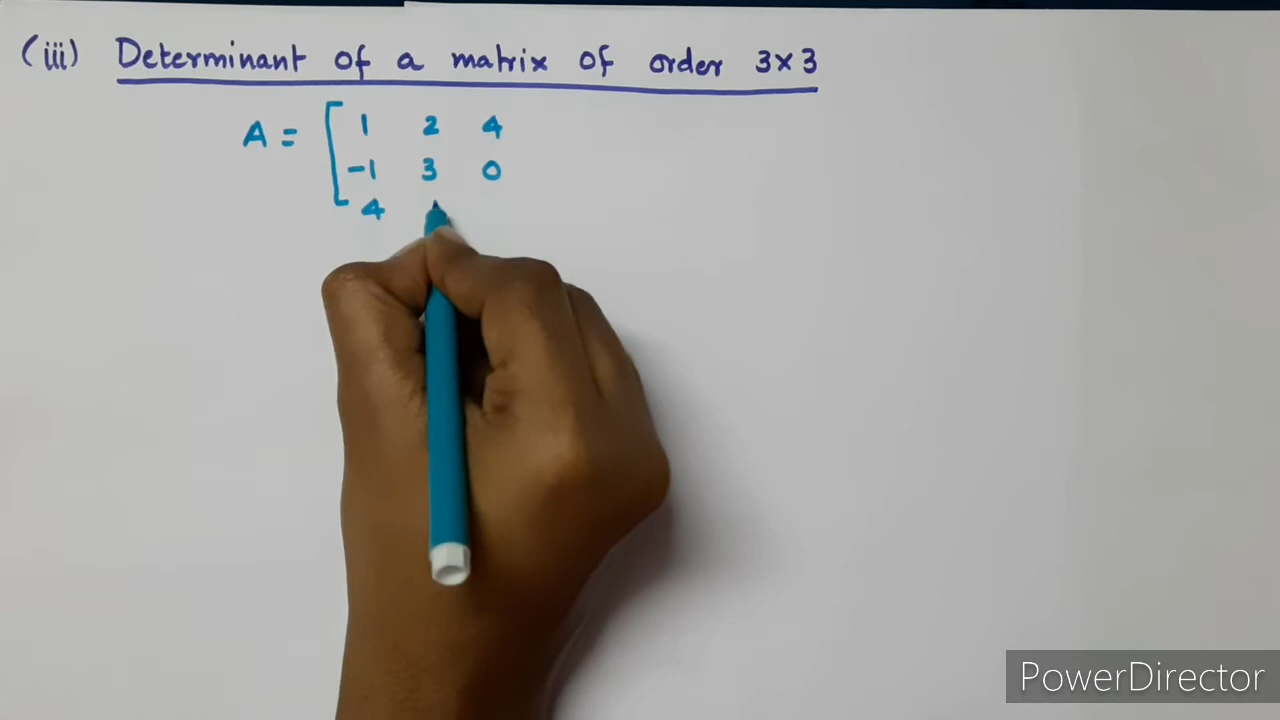 (iii) Determinant of a matrix of order 3×3
A = [ 1 2 4
-1 3 0
4
PowerDirector